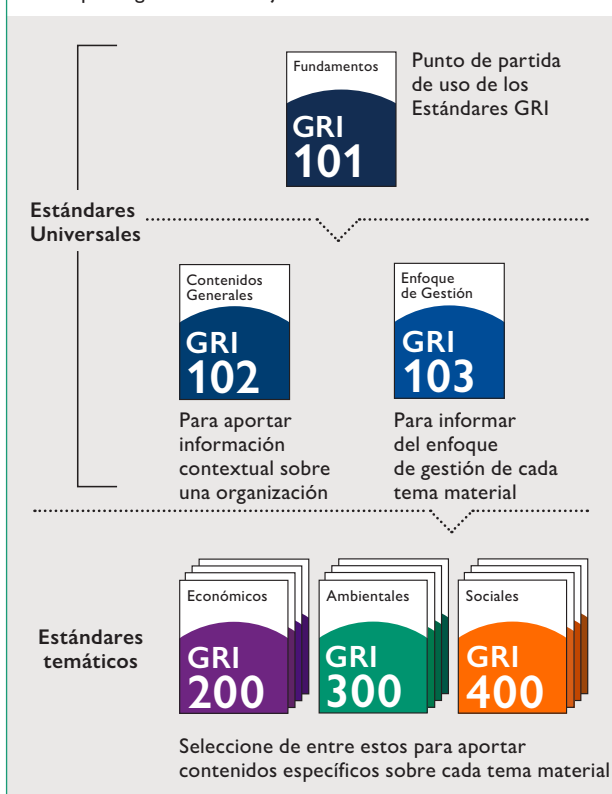 Fundamentos
GRI
101
Punto de partida
de uso de los
Estándares GRI
Estándares
Universales
Contenidos
Generales
GRI
102
Enfoque
de Gestión
GRI
103
Para aportar
información
contextual sobre
una organización
Para informar
del enfoque
de gestión de cada
tema material
Estándares
temáticos
Económicos
GRI
200
Ambientales
GRI
300
Sociales
GRI
400
Seleccione de entre estos para aportar
contenidos específicos sobre cada tema material